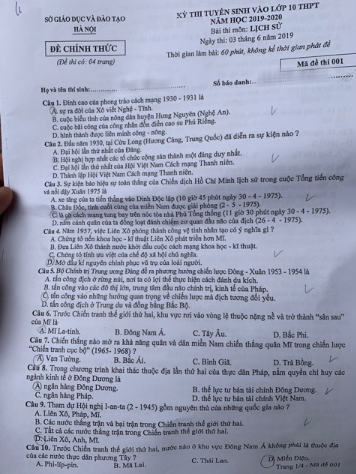 SỞ GIÁO DỤC VÀ ĐÀO TẠO
HÀ NỘI
ĐỀ CHÍNH THỨC
(Đề thi có: 04 trang)
KỲ THI TUYỂN SINH VÀO LỚP 10 THPT
NĂM HỌC 2019-2020
Bài thi môn: LỊCH SỬ
Ngày thi: 03 tháng 6 năm 2019
Thời gian làm bài: 60 phút, không kể thời gian phát đề
Mã đề thi 001
Họ và tên thí sinh:
Số báo danh:
Câu 1. Đỉnh cao của phong trào cách mạng 1930 - 1931 là
A. sự ra đời của Xô viết Nghệ - Tĩnh.
B. cuộc biểu tình của nông dân huyện Hưng Nguyên (Nghệ An).
C. cuộc bãi công của công nhân đồn điền cao su Phú Riềng.
D. hình thành được liên minh công - nông.
Câu 2. Đầu năm 1930, tại Cửu Long (Hương Cảng, Trung Quốc) đã diễn ra sự kiện nào ?
A. Đại hội lần thứ nhất của Đảng.
B. Hội nghị hợp nhất các tổ chức cộng sản thành một đảng duy nhất.
C. Đại hội lần thứ nhất của Hội Việt Nam Cách mạng Thanh niên.
D. Thành lập Hội Việt Nam Cách mạng Thanh niên.
Câu 3. Sự kiện báo hiệu sự toàn thắng của Chiến dịch Hồ Chí Minh lịch sử trong cuộc Tổng tiến công
và nổi dậy Xuân 1975 là
A. xe tăng của ta tiến thẳng vào Dinh Độc lập (10 giờ 45 phút ngày 30 - 4 - 1975).
B. Châu Đốc, tỉnh cuối cùng của miền Nam được giải phóng (2 - 5 - 1975).
C. lá cờ cách mạng tung bay trên nóc tòa nhà Phủ Tổng thống (11 giờ 30 phút ngày 30 - 4 - 1975).
D. năm cánh quân của ta đồng loạt đánh chiếm cơ quan đầu não của địch (26 - 4 - 1975).
Câu 4. Năm 1957, việc Liên Xô phóng thành công vệ tinh nhân tạo có ý nghĩa gì ?
A. Chứng tỏ nền khoa học - kĩ thuật Liên Xô phát triển hơn Mĩ.
B. Đưa Liên Xô thành nước khởi đầu cuộc cách mạng khoa học - kĩ thuật.
C. Chứng tỏ tính ưu việt của chế độ xã hội chủ nghĩa.
D. Mở đầu kỉ nguyên chinh phục vũ trụ của loài người.
Câu 5. Bộ Chính trị Trung ương Đảng đề ra phương hướng chiến lược Đông - Xuân 1953 - 1954 là
A. tấn công địch ở rừng núi, nơi ta có lợi thế thực hiện cách đánh du kích.
B. tấn công vào các đô thị lớn, trung tâm đầu não chính trị, kinh tế của Pháp.
C. tấn công vào những hướng quan trọng về chiến lược mà địch tương đối yếu.
D. tấn công địch ở Trung du và đồng bằng Bắc Bộ.
Câu 6. Trước Chiến tranh thế giới thứ hai, khu vực rơi vào vòng lệ thuộc nặng nề và trở thành "sân sau"
của Mĩ là
A. Mĩ La-tinh. B. Đông Nam Á. C. Tây Âu. D. Bắc Phi.
Câu 7. Chiến thắng nào mở ra khả năng quân và dân miền Nam chiến thắng quân Mĩ trong chiến lược
"Chiến tranh cục bộ" (1965- 1968) ?
A. Vạn Tường. B. Bắc Ái. C. Bình Giã. D. Trà Bồng.
Câu 8. Trong chương trình khai thác thuộc địa lần thứ hai của thực dân Pháp, nắm quyền chỉ huy các
ngành kinh tế ở Đông Dương là
A. ngân hàng Đông Dương. B. thế lực tư bản tài chính Đông Dương.
C. ngân hàng Pháp. D. thế lực tư bản tài chính Việt Nam.
Câu 9. Tham dự Hội nghị I-an-ta (2 - 1945) gồm nguyên thủ của những quốc gia nào ?
A. Liên Xô, Pháp, Mĩ.
B. Các nước thắng trận và bại trận trong Chiến tranh thế giới thứ hai.
C. Tất cả các nước thắng trận trong Chiến tranh thế giới thứ hai.
D. Liên Xô, Anh, Mĩ.
Câu 10. Trước Chiến tranh thế giới thứ hai, nước nào ở khu vực Đông Nam Á không phải là thuộc địa
của các nước thực dân phương Tây ?
A. Phi-líp-pin. B. Mã Lai. C. Thái Lan. D. Miến Điện.
Trang 1/4 - Mã đề 001